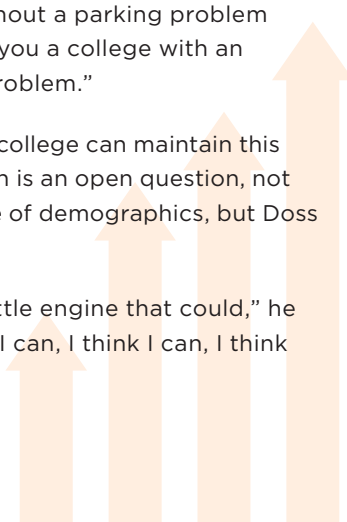 out a parking problem
you a college with an
roblem.”
college can maintain this
is an open question, not
of demographics, but Doss
ttle engine that could,” he
I can, I think I can, I think